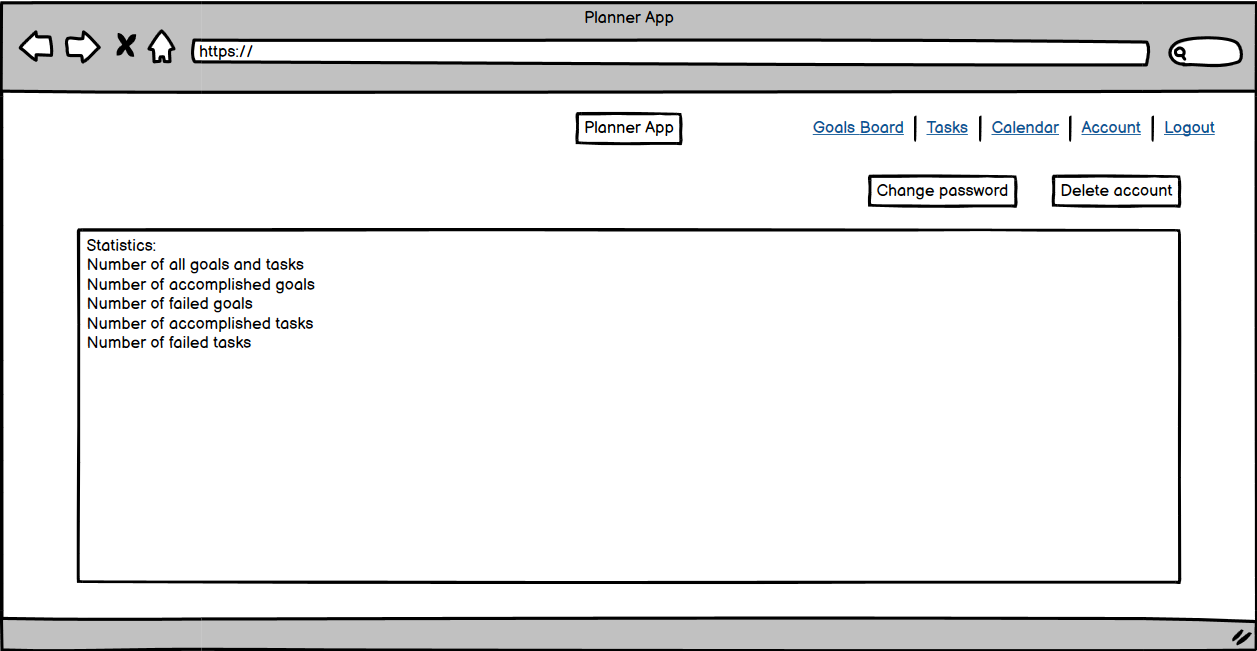 Planner App
https://
Planner App
Goals Board | Tasks | Calendar | Account | Logout
Change password
Delete account
Statistics:
Number of all goals and tasks
Number of accomplished goals
Number of failed goals
Number of accomplished tasks
Number of failed tasks